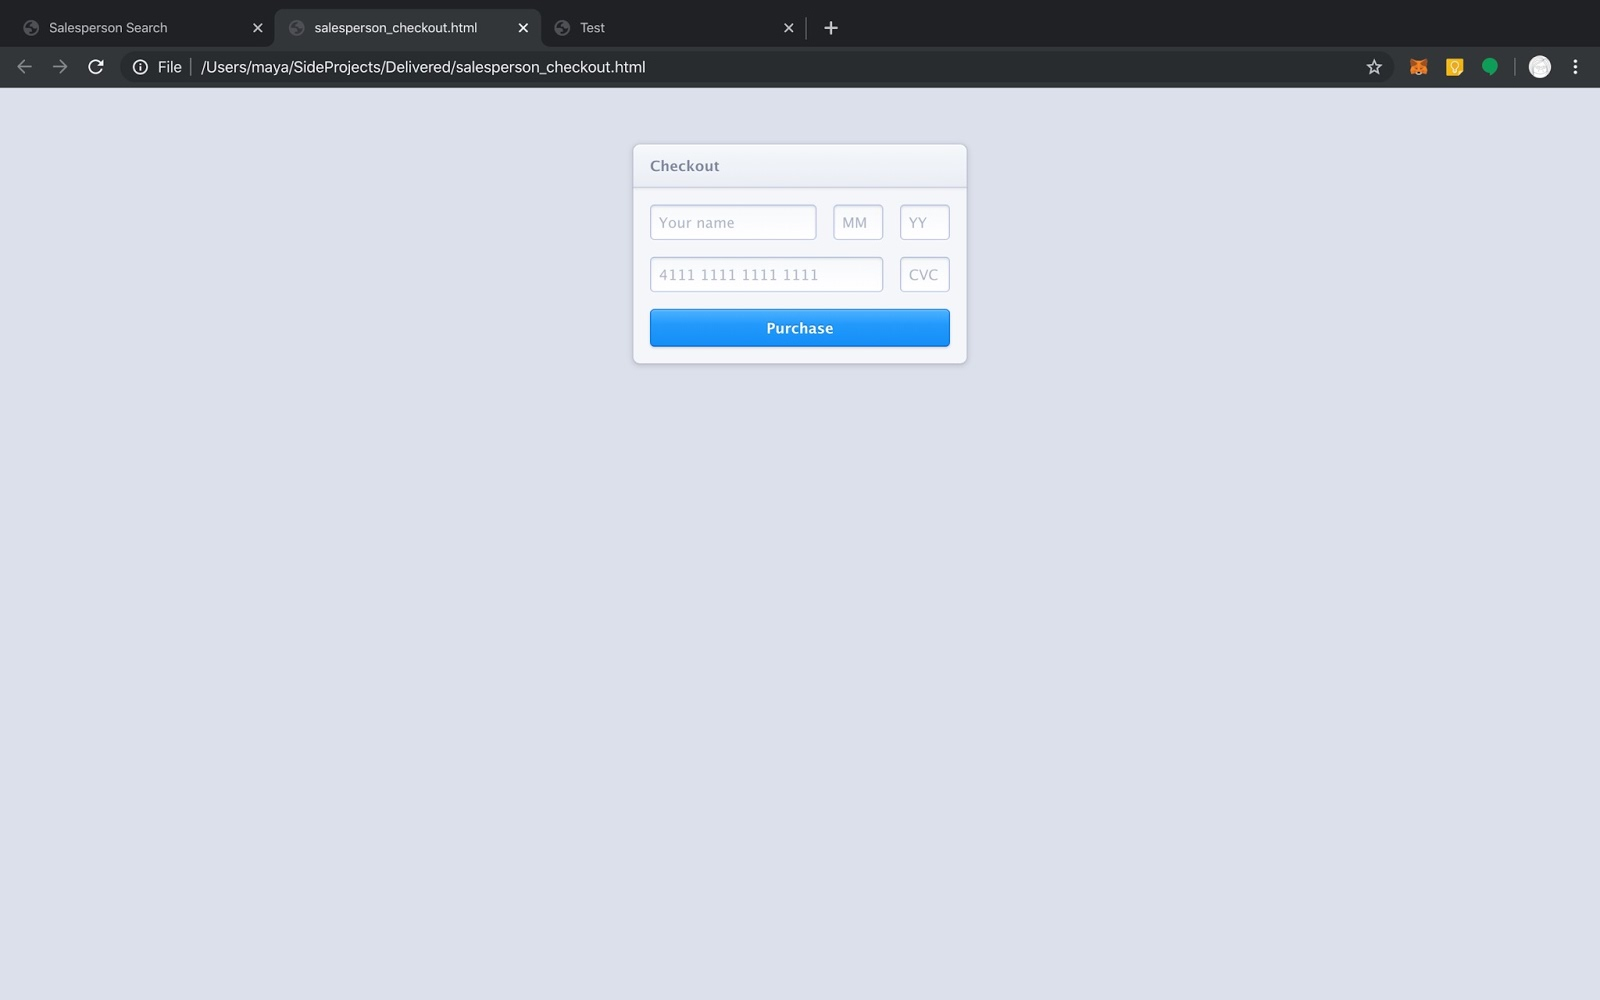 Salesperson Search
salesperson_checkout.html
Test
File
/Users/maya/SideProjects/Delivered/salesperson_checkout.html
Checkout
Your name
MM
YY
4111 1111 1111 1111
CVC
Purchase